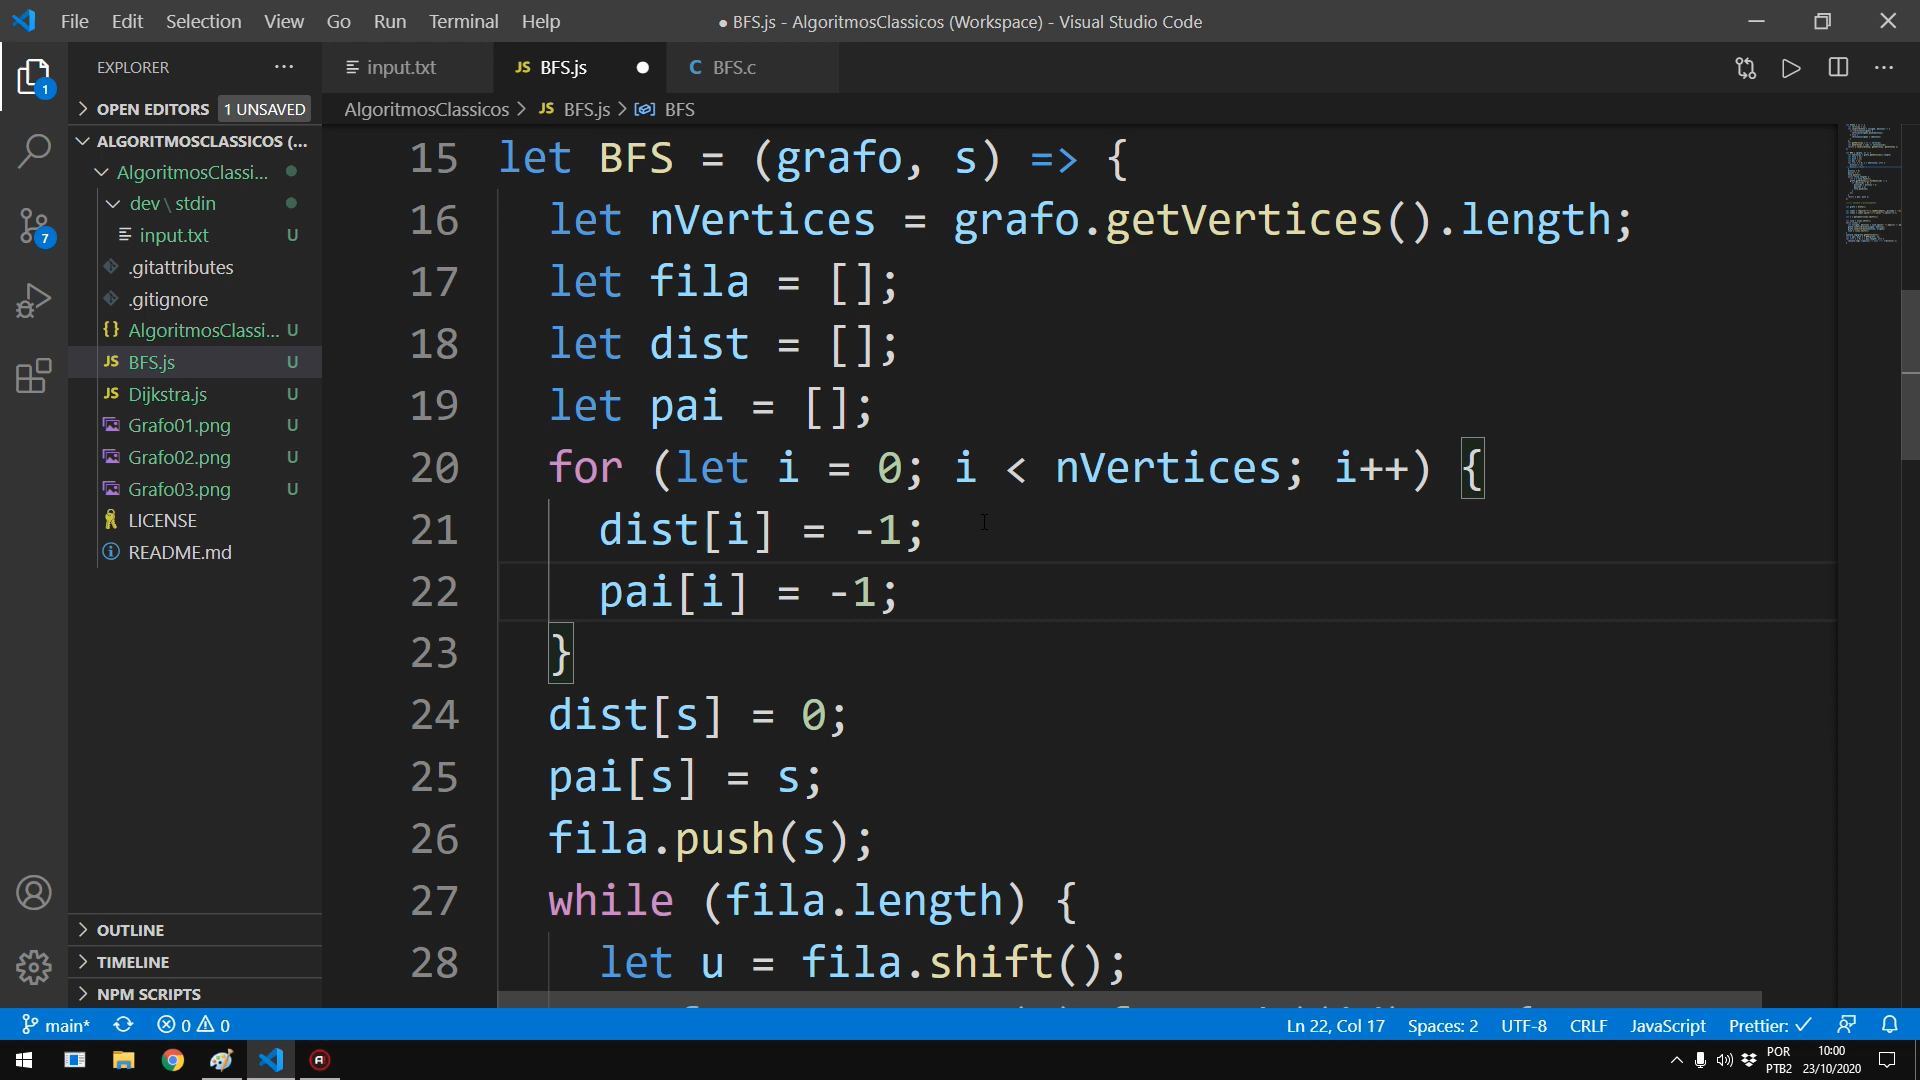 File Edit Selection View Go Run Terminal Help
● BFS.js - AlgoritmosClassicos (Workspace) - Visual Studio Code
EXPLORER ···
input.txt
JS BFS.js ●
C BFS.c
OPEN EDITORS 1 UNSAVED
AlgoritmosClassicos > JS BFS.js > BFS
ALGORITMOSCLASSICOS (...
AlgoritmosClassi...
dev \ stdin
input.txt U
.gitattributes
.gitignore
{} AlgoritmosClassi... U
JS BFS.js U
JS Dijkstra.js U
Grafo01.png U
Grafo02.png U
Grafo03.png U
LICENSE
README.md
OUTLINE
TIMELINE
NPM SCRIPTS
1
7
15 let BFS = (grafo, s) => {
16 let nVertices = grafo.getVertices().length;
17 let fila = [];
18 let dist = [];
19 let pai = [];
20 for (let i = 0; i < nVertices; i++) {
21 dist[i] = -1;
22 pai[i] = -1;
23 }
24 dist[s] = 0;
25 pai[s] = s;
26 fila.push(s);
27 while (fila.length) {
28 let u = fila.shift();
main* 0 0
Ln 22, Col 17 Spaces: 2 UTF-8 CRLF JavaScript Prettier: ✓
POR
PTB2
10:00
23/10/2020